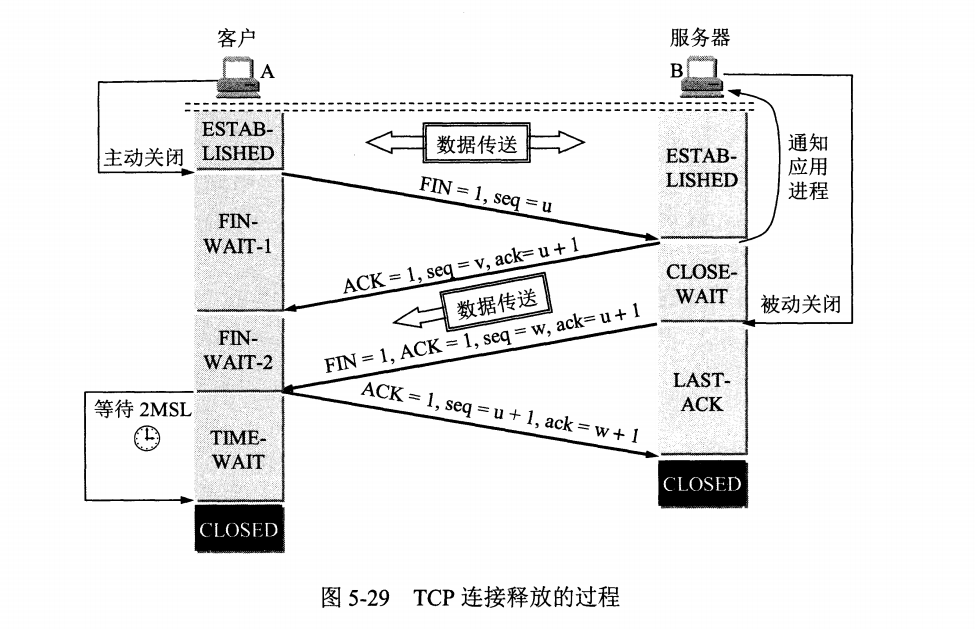 客户
服务器
A
B
ESTAB-
LISHED
数据传送
主动关闭
ESTAB-
LISHED
通知
应用
进程
FIN = 1, seq = u
FIN-
WAIT-1
ACK = 1, seq = v, ack= u + 1
CLOSE-
WAIT
数据传送
被动关闭
FIN-
WAIT-2
FIN = 1, ACK = 1, seq = w, ack= u + 1
LAST-
ACK
ACK = 1, seq = u + 1, ack = w + 1
等待 2MSL
TIME-
WAIT
CLOSED
CLOSED
图 5-29 TCP 连接释放的过程